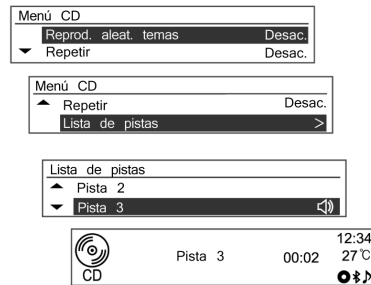 Menú CD
Reprod. aleat. temas Desac.
Repetir Desac.
Menú CD
Repetir Desac.
Lista de pistas >
Lista de pistas
Pista 2
Pista 3
CD Pista 3 00:02 12:34
27 °C